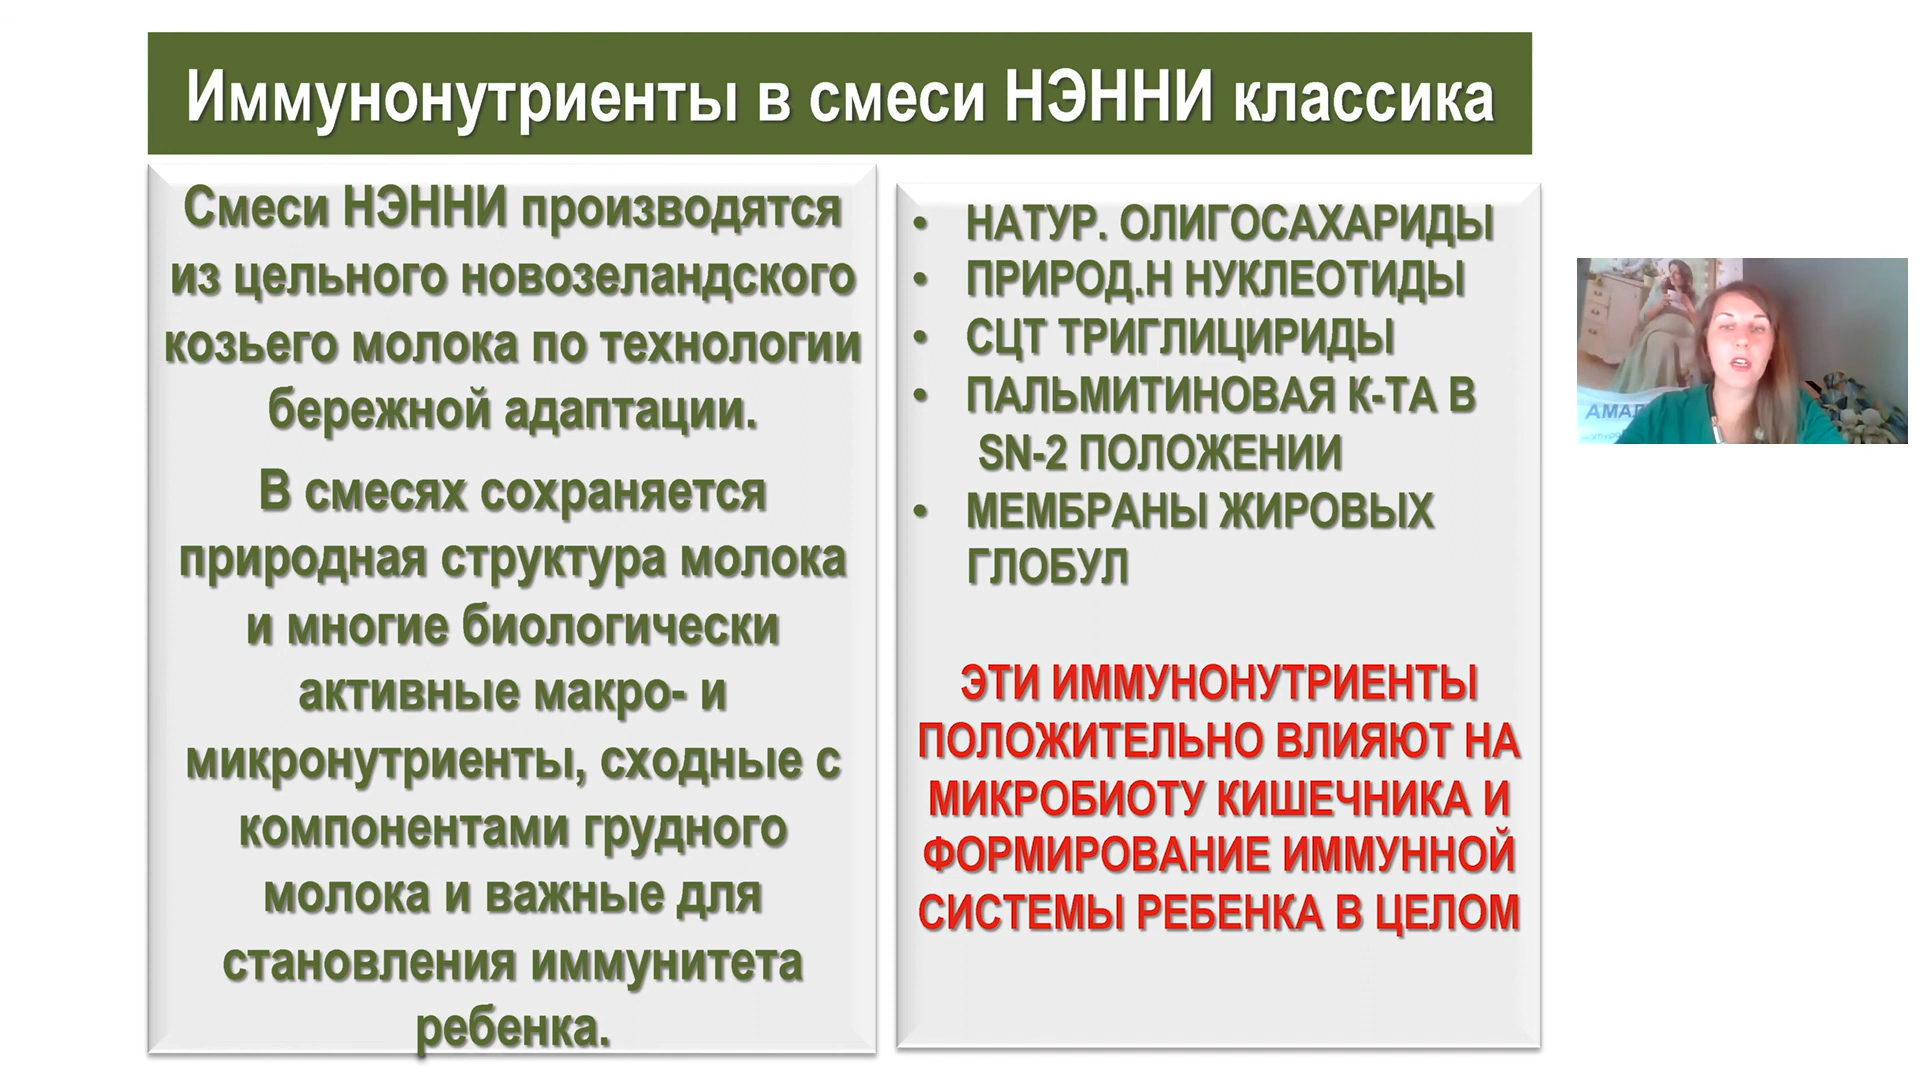 Иммунонутриенты в смеси НЭННИ классика
Смеси НЭННИ производятся
из цельного новозеландского
козьего молока по технологии
бережной адаптации.
В смесях сохраняется
природная структура молока
и многие биологически
активные макро- и
микронутриенты, сходные с
компонентами грудного
молока и важные для
становления иммунитета
ребенка.
• НАТУР. ОЛИГОСАХАРИДЫ
• ПРИРОД.Н НУКЛЕОТИДЫ
• СЦТ ТРИГЛИЦИРИДЫ
• ПАЛЬМИТИНОВАЯ К-ТА В
SN-2 ПОЛОЖЕНИИ
• МЕМБРАНЫ ЖИРОВЫХ
ГЛОБУЛ
ЭТИ ИММУНОНУТРИЕНТЫ
ПОЛОЖИТЕЛЬНО ВЛИЯЮТ НА
МИКРОБИОТУ КИШЕЧНИКА И
ФОРМИРОВАНИЕ ИММУННОЙ
СИСТЕМЫ РЕБЕНКА В ЦЕЛОМ